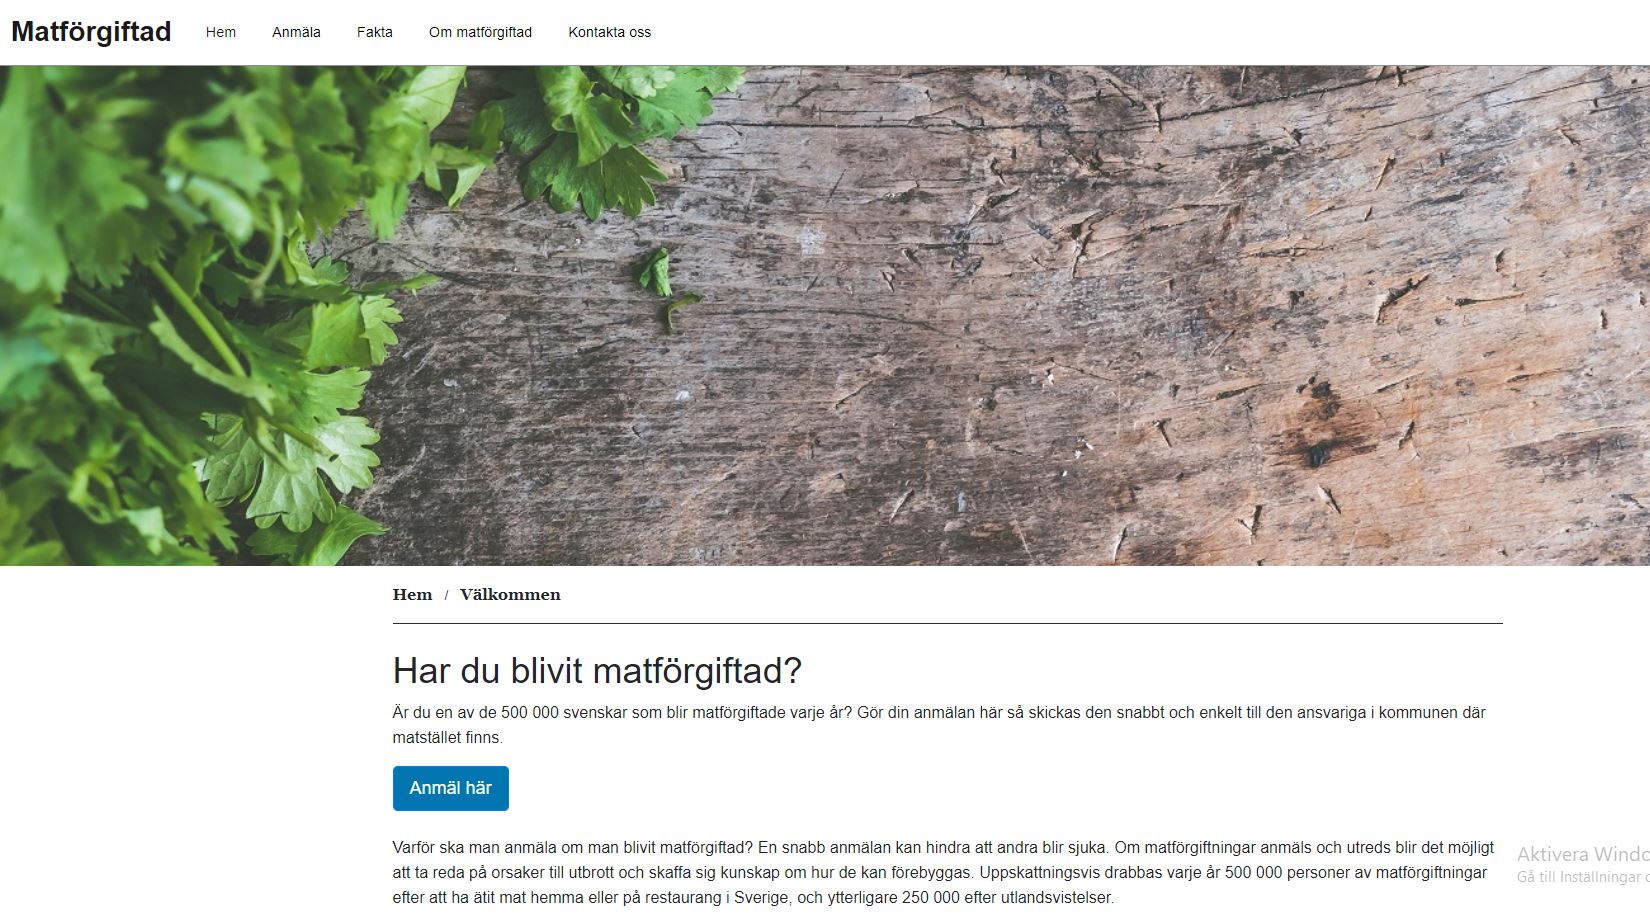 Matförgiftad
Hem Anmäla Fakta Om matförgiftad Kontakta oss
Hem / Välkommen
Har du blivit matförgiftad?
Är du en av de 500 000 svenskar som blir matförgiftade varje år? Gör din anmälan här så skickas den snabbt och enkelt till den ansvariga i kommunen där
matstället finns.
Anmäl här
Varför ska man anmäla om man blivit matförgiftad? En snabb anmälan kan hindra att andra blir sjuka. Om matförgiftningar anmäls och utreds blir det möjligt
att ta reda på orsaker till utbrott och skaffa sig kunskap om hur de kan förebyggas. Uppskattningsvis drabbas varje år 500 000 personer av matförgiftningar
efter att ha ätit mat hemma eller på restaurang i Sverige, och ytterligare 250 000 efter utlandsvistelser.
Aktivera Windo
Gå till Inställningar